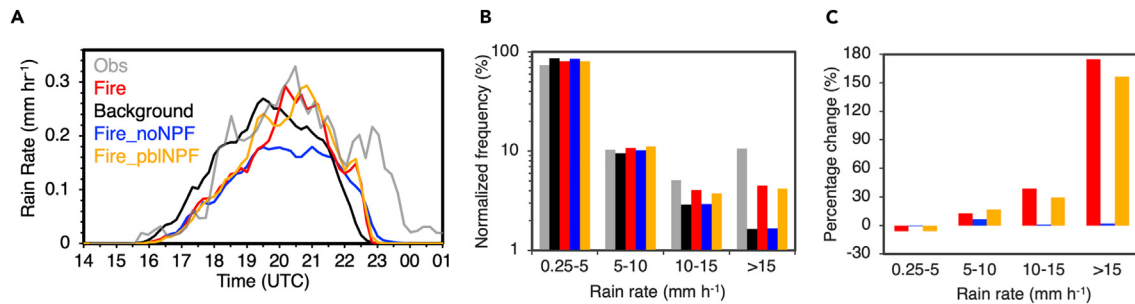 A
Rain Rate (mm hr⁻¹)
0.3
0.2
0.1
0
Obs
Fire
Background
Fire_noNPF
Fire_pblNPF
14 15 16 17 18 19 20 21 22 23 00 01
Time (UTC)
B
Normalized frequency (%)
100
10
1
0.25-5 5-10 10-15 >15
Rain rate (mm h⁻¹)
C
Percentage change (%)
180
150
120
90
60
30
0
-30
0.25-5 5-10 10-15 >15
Rain rate (mm h⁻¹)